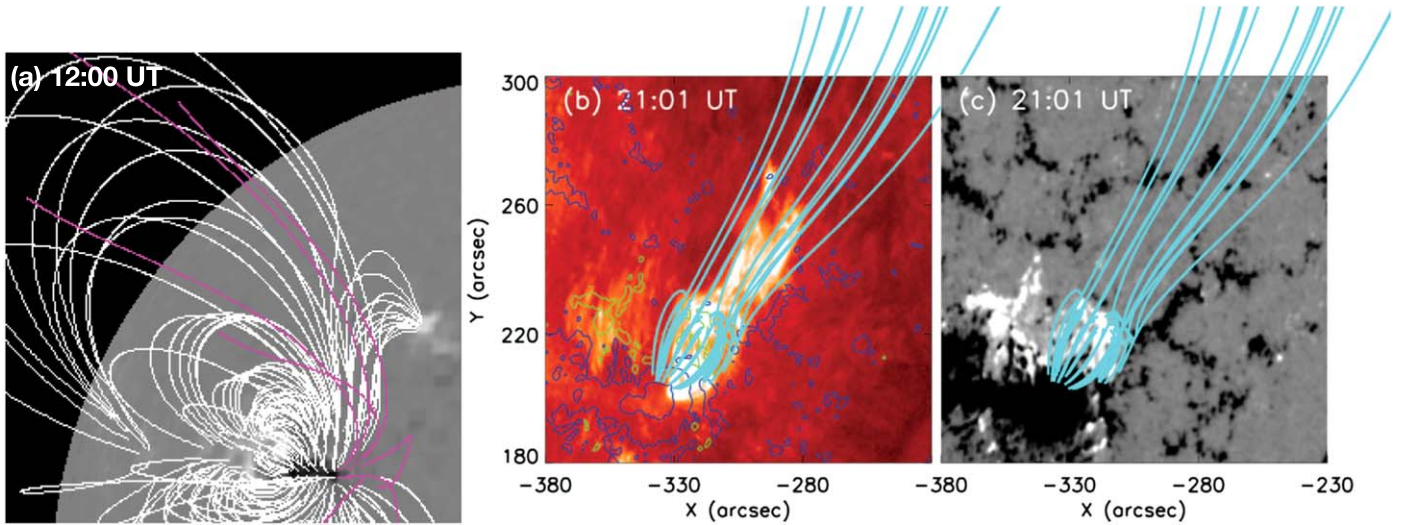 (a) 12:00 UT
(b) 21:01 UT
(c) 21:01 UT
300
260
220
180
Y (arcsec)
−380 −330 −280 −380 −330 −280 −230
X (arcsec) X (arcsec)